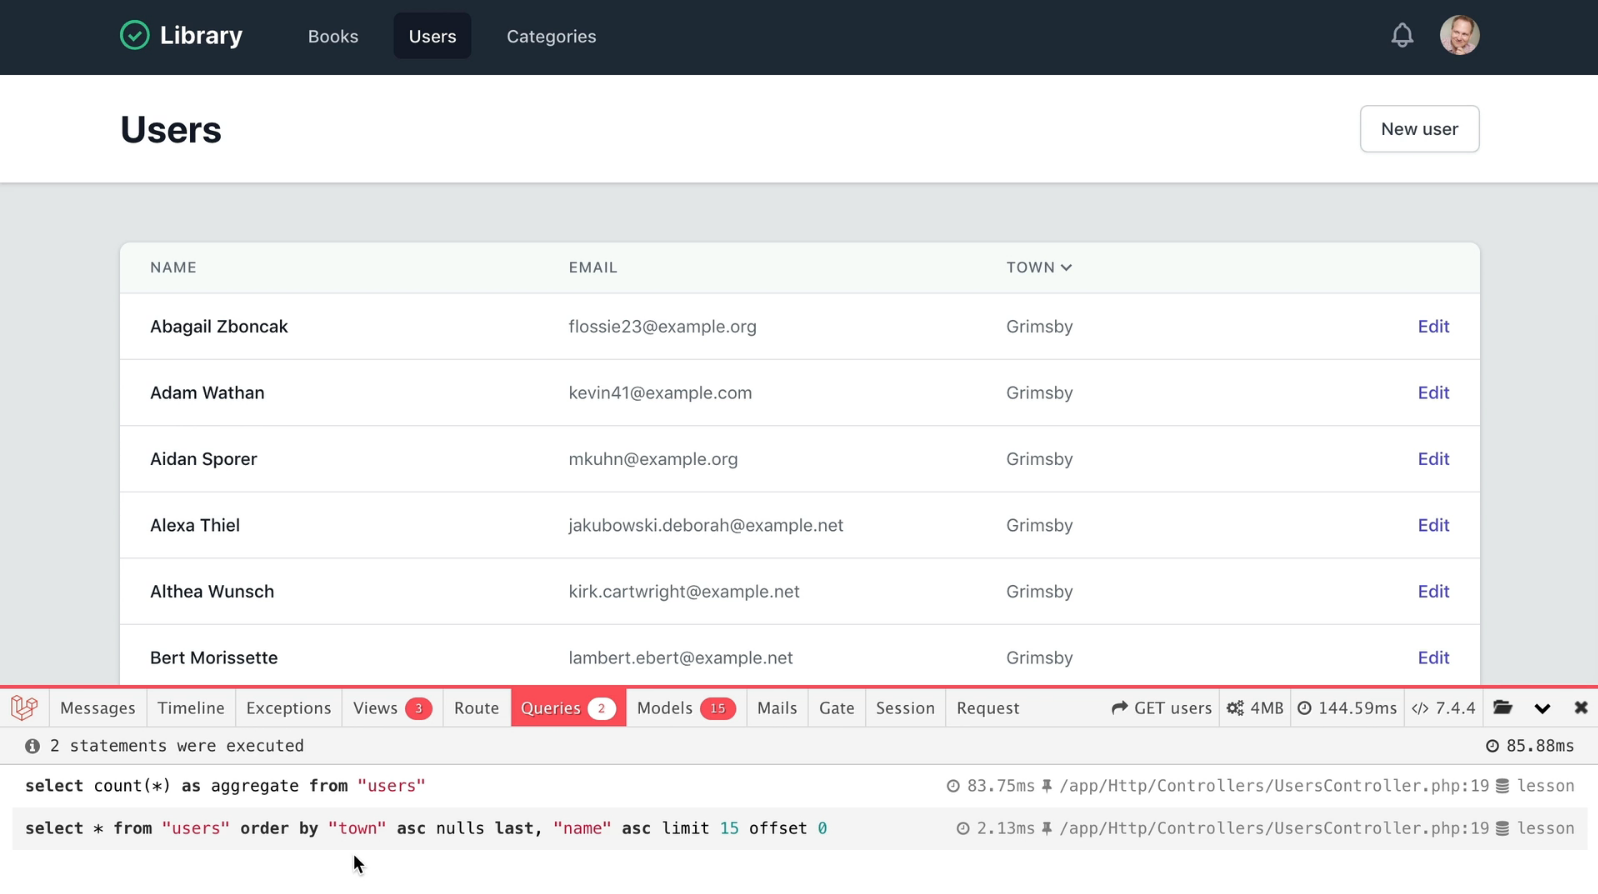 Library Books Users Categories
Users New user
NAME EMAIL TOWN
Abagail Zboncak flossie23@example.org Grimsby Edit
Adam Wathan kevin41@example.com Grimsby Edit
Aidan Sporer mkuhn@example.org Grimsby Edit
Alexa Thiel jakubowski.deborah@example.net Grimsby Edit
Althea Wunsch kirk.cartwright@example.net Grimsby Edit
Bert Morissette lambert.ebert@example.net Grimsby Edit
Messages Timeline Exceptions Views 3 Route Queries 2 Models 15 Mails Gate Session Request GET users 4MB 144.59ms </> 7.4.4
2 statements were executed 85.88ms
select count(*) as aggregate from "users" 83.75ms /app/Http/Controllers/UsersController.php:19 lesson
select * from "users" order by "town" asc nulls last, "name" asc limit 15 offset 0 2.13ms /app/Http/Controllers/UsersController.php:19 lesson